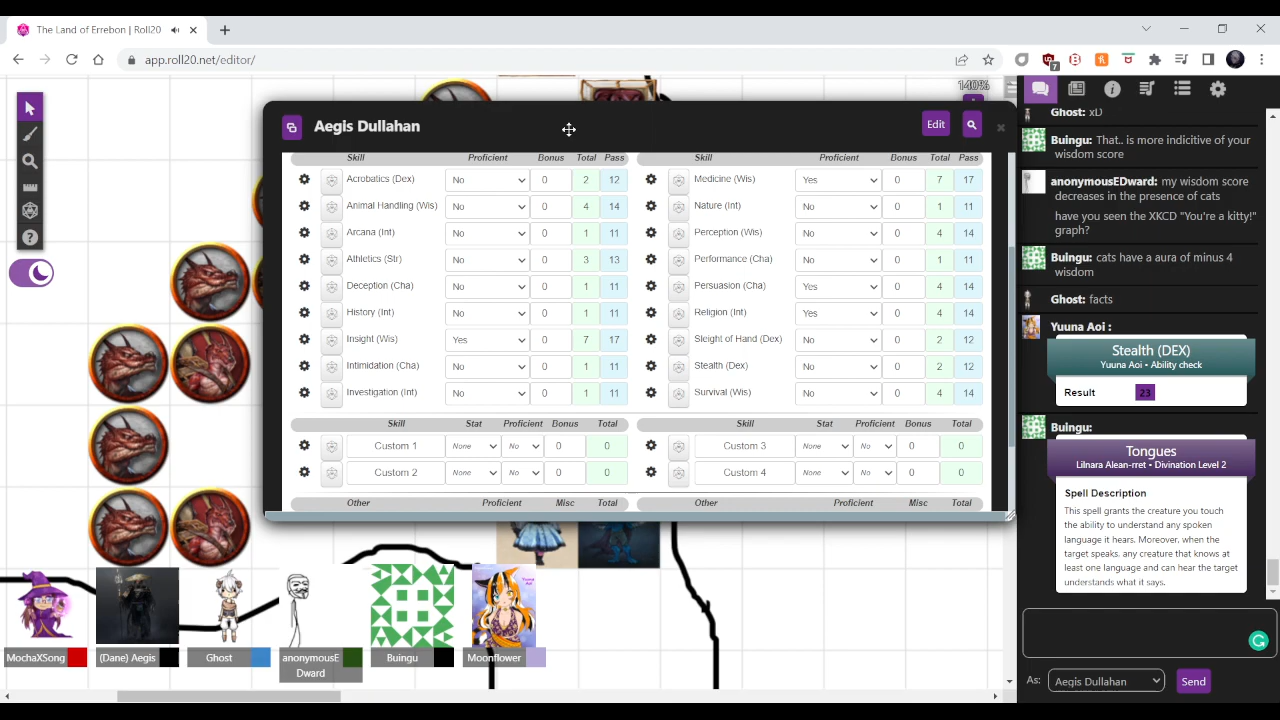 The Land of Errebon | Roll20
app.roll20.net/editor/
7
140%
Aegis Dullahan
Edit
Skill Proficient Bonus Total Pass
Acrobatics (Dex) No 0 2 12
Animal Handling (Wis) No 0 4 14
Arcana (Int) No 0 1 11
Athletics (Str) No 0 3 13
Deception (Cha) No 0 1 11
History (Int) No 0 1 11
Insight (Wis) Yes 0 7 17
Intimidation (Cha) No 0 1 11
Investigation (Int) No 0 1 11
Skill Proficient Bonus Total Pass
Medicine (Wis) Yes 0 7 17
Nature (Int) No 0 1 11
Perception (Wis) No 0 4 14
Performance (Cha) No 0 1 11
Persuasion (Cha) Yes 0 4 14
Religion (Int) Yes 0 4 14
Sleight of Hand (Dex) No 0 2 12
Stealth (Dex) No 0 2 12
Survival (Wis) No 0 4 14
Skill Stat Proficient Bonus Total
Custom 1 None No 0 0
Custom 2 None No 0 0
Skill Stat Proficient Bonus Total
Custom 3 None No 0 0
Custom 4 None No 0 0
Other Proficient Misc Total
Other Proficient Misc Total
MochaXSong
(Dane) Aegis
Ghost
anonymousE
Dward
Buingu
Moonflower
Ghost: xD
Buingu: That.. is more indicitive of your
wisdom score
anonymousEDward: my wisdom score
decreases in the presence of cats
have you seen the XKCD "You're a kitty!"
graph?
Buingu: cats have a aura of minus 4
wisdom
Ghost: facts
Yuuna Aoi :
Stealth (DEX)
Yuuna Aoi • Ability check
Result 23
Buingu:
Tongues
Lilnara Alean-rret • Divination Level 2
Spell Description
This spell grants the creature you touch
the ability to understand any spoken
language it hears. Moreover, when the
target speaks, any creature that knows at
least one language and can hear the target
understands what it says.
As: Aegis Dullahan Send